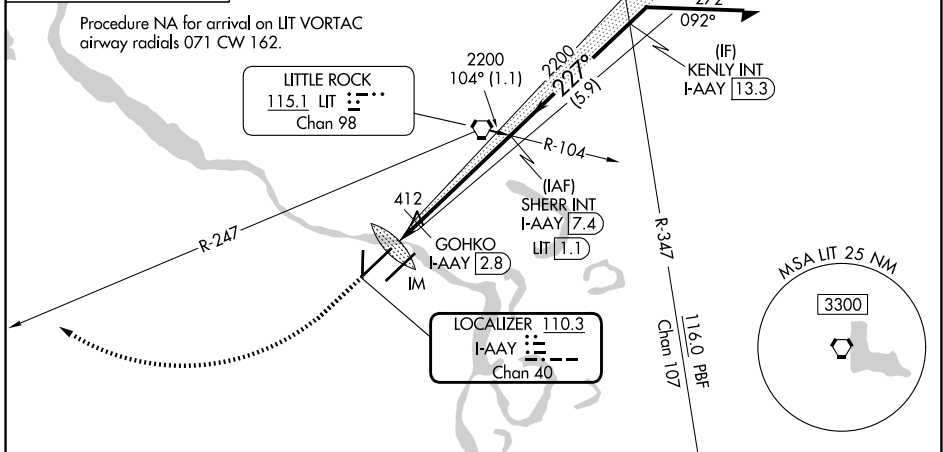 Procedure NA for arrival on LIT VORTAC
airway radials 071 CW 162.
272°
092°
(IF)
KENLY INT
I-AAY 13.3
2200
104° (1.1)
2200
227°
(5.9)
LITTLE ROCK
115.1 LIT
Chan 98
R-104
(IAF)
SHERR INT
I-AAY 7.4
LIT 1.1
412
GOHKO
I-AAY 2.8
IM
R-247
R-347
116.0 PBF
Chan 107
LOCALIZER 110.3
I-AAY
Chan 40
MSA LIT 25 NM
3300